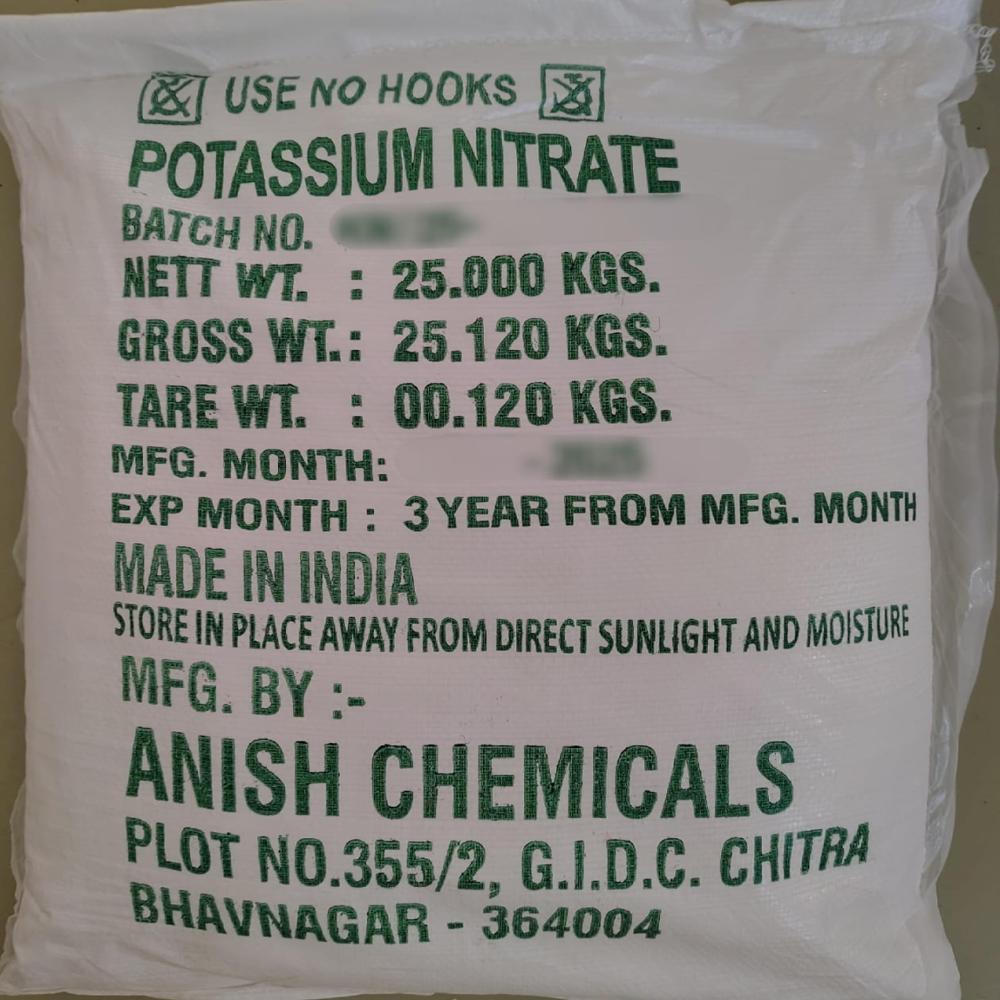 USE NO HOOKS
POTASSIUM NITRATE
BATCH NO.
NETT WT. : 25.000 KGS.
GROSS WT. : 25.120 KGS.
TARE WT. : 00.120 KGS.
MFG. MONTH:
EXP MONTH : 3 YEAR FROM MFG. MONTH
MADE IN INDIA
STORE IN PLACE AWAY FROM DIRECT SUNLIGHT AND MOISTURE
MFG. BY :-
ANISH CHEMICALS
PLOT NO.355/2, G.I.D.C. CHITRA
BHAVNAGAR - 364004